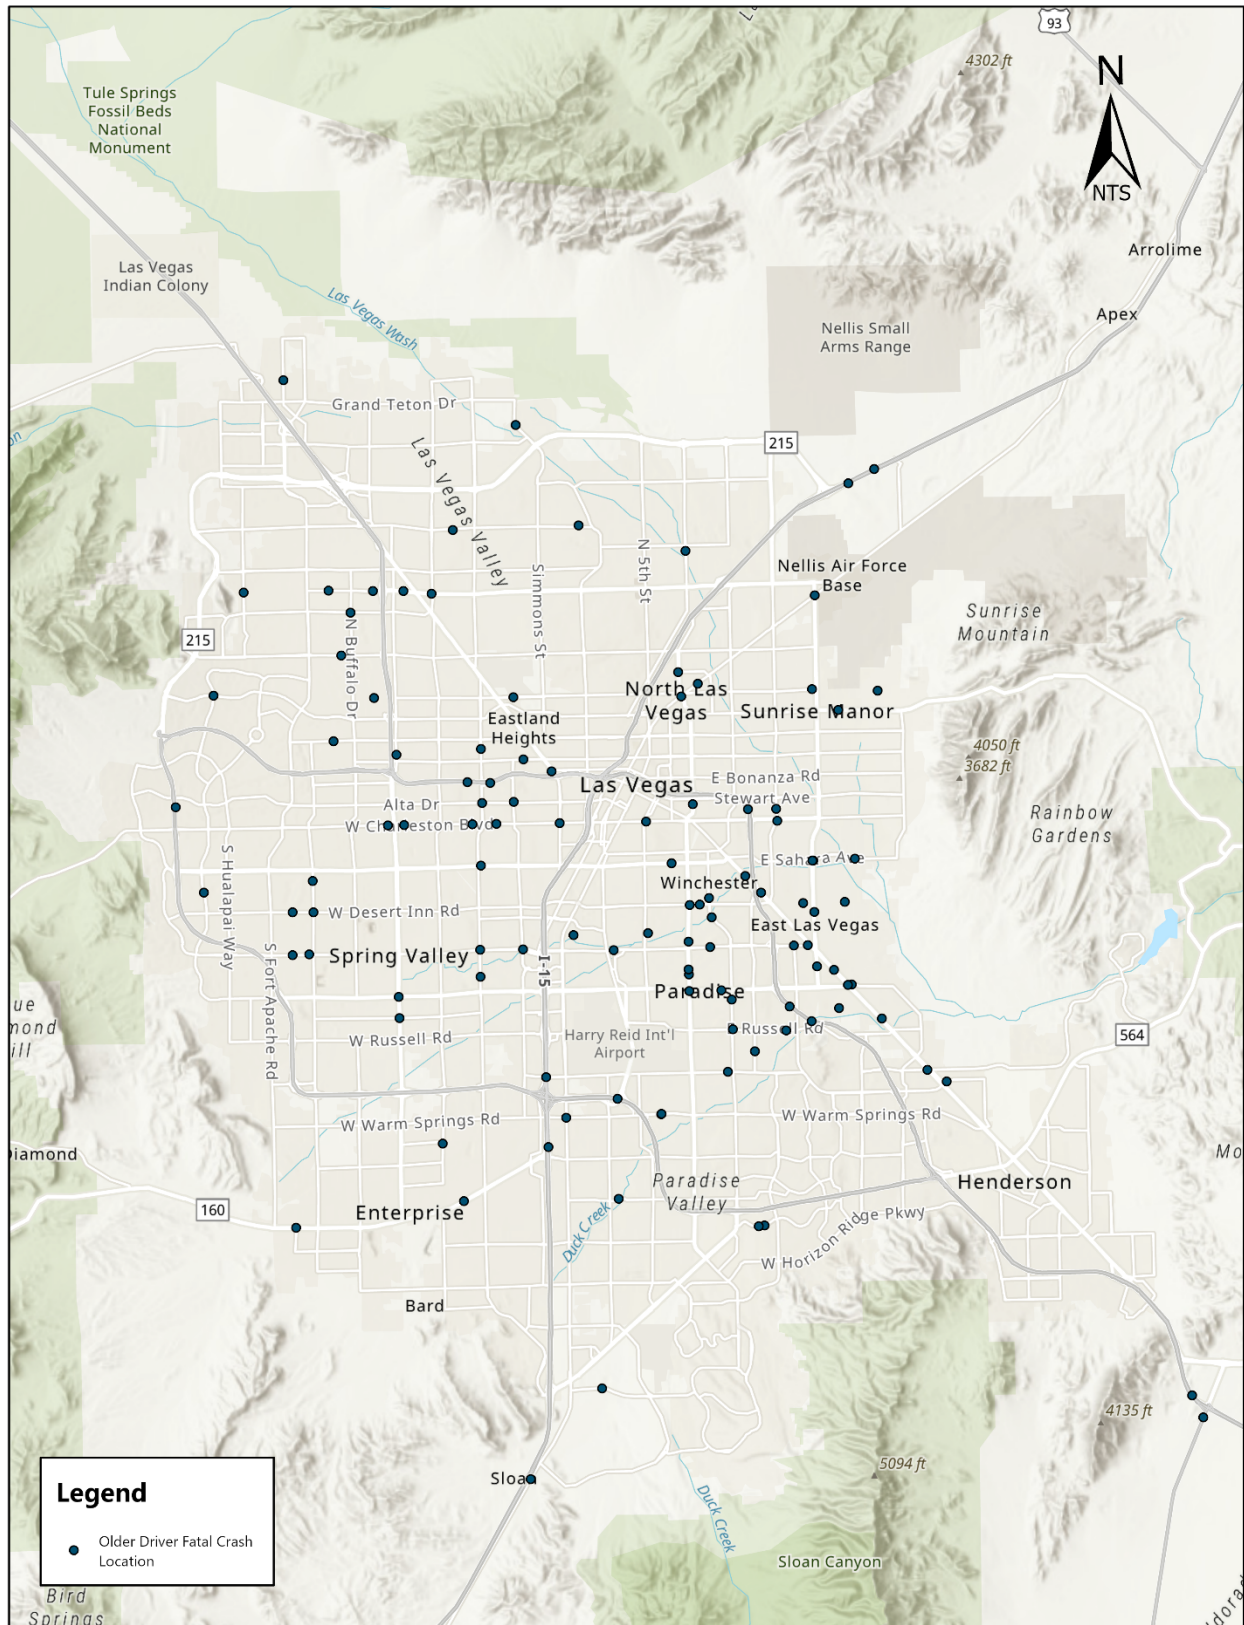 93
4302 ft
N
NTS
Tule Springs
Fossil Beds
National
Monument
Arrolime
Las Vegas
Indian Colony
Las Vegas Wash
Apex
Nellis Small
Arms Range
Grand Teton Dr
215
Las Vegas Valley
Simmons St
N 5th St
Nellis Air Force
Base
Sunrise
Mountain
215
N Buffalo Dr
North Las
Vegas
Sunrise Manor
Eastland
Heights
4050 ft
3682 ft
Las Vegas
E Bonanza Rd
Stewart Ave
Alta Dr
W Charleston Blvd
Rainbow
Gardens
S Hualapai Way
E Sahara Ave
Winchester
W Desert Inn Rd
East Las Vegas
Spring Valley
S Fort Apache Rd
I-15
Paradise
W Russell Rd
Harry Reid Int'l
Airport
E Russell Rd
564
W Warm Springs Rd
W Warm Springs Rd
Diamond
Paradise
Valley
Henderson
160
Enterprise
Duck Creek
W Horizon Ridge Pkwy
Bard
4135 ft
5094 ft
Sloan
Duck Creek
Sloan Canyon
Legend
Older Driver Fatal Crash
Location
Bird
Springs